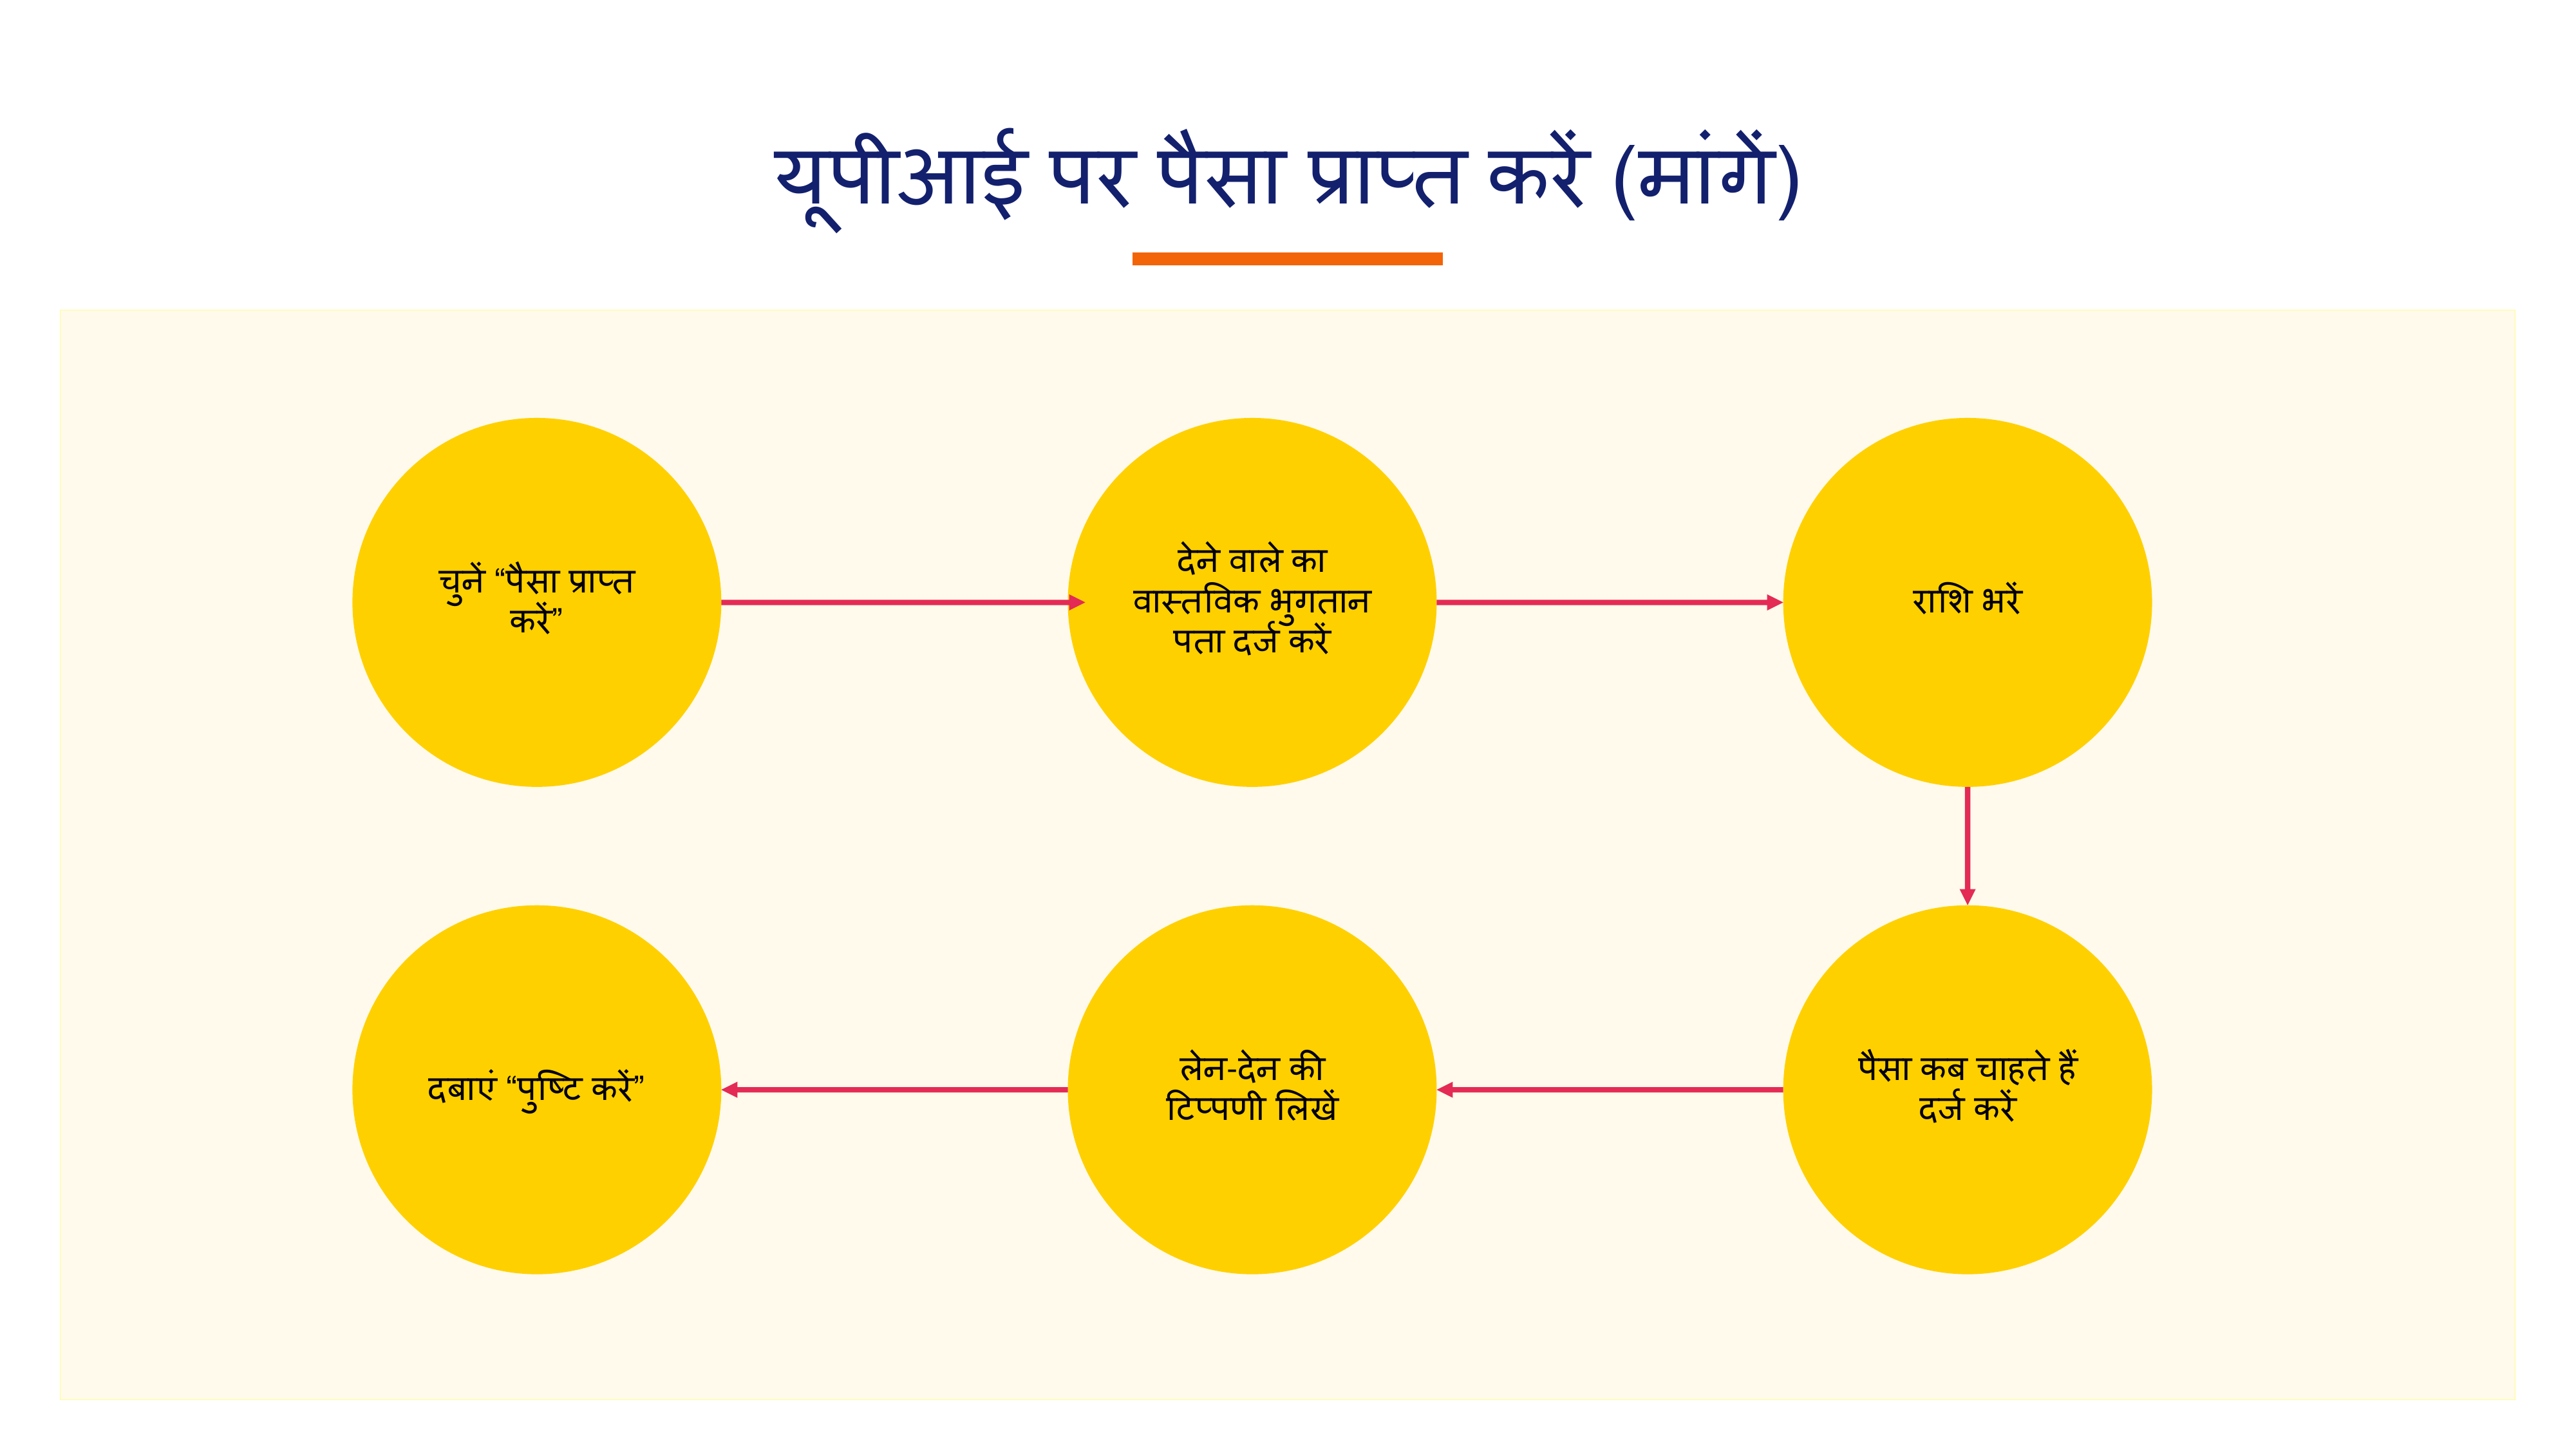 यूपीआई पर पैसा प्राप्त करें (मांगें)
चुनें “पैसा प्राप्त
करें”
देने वाले का
वास्तविक भुगतान
पता दर्ज करें
राशि भरें
पैसा कब चाहते हैं
दर्ज करें
लेन-देन की
टिप्पणी लिखें
दबाएं “पुष्टि करें”